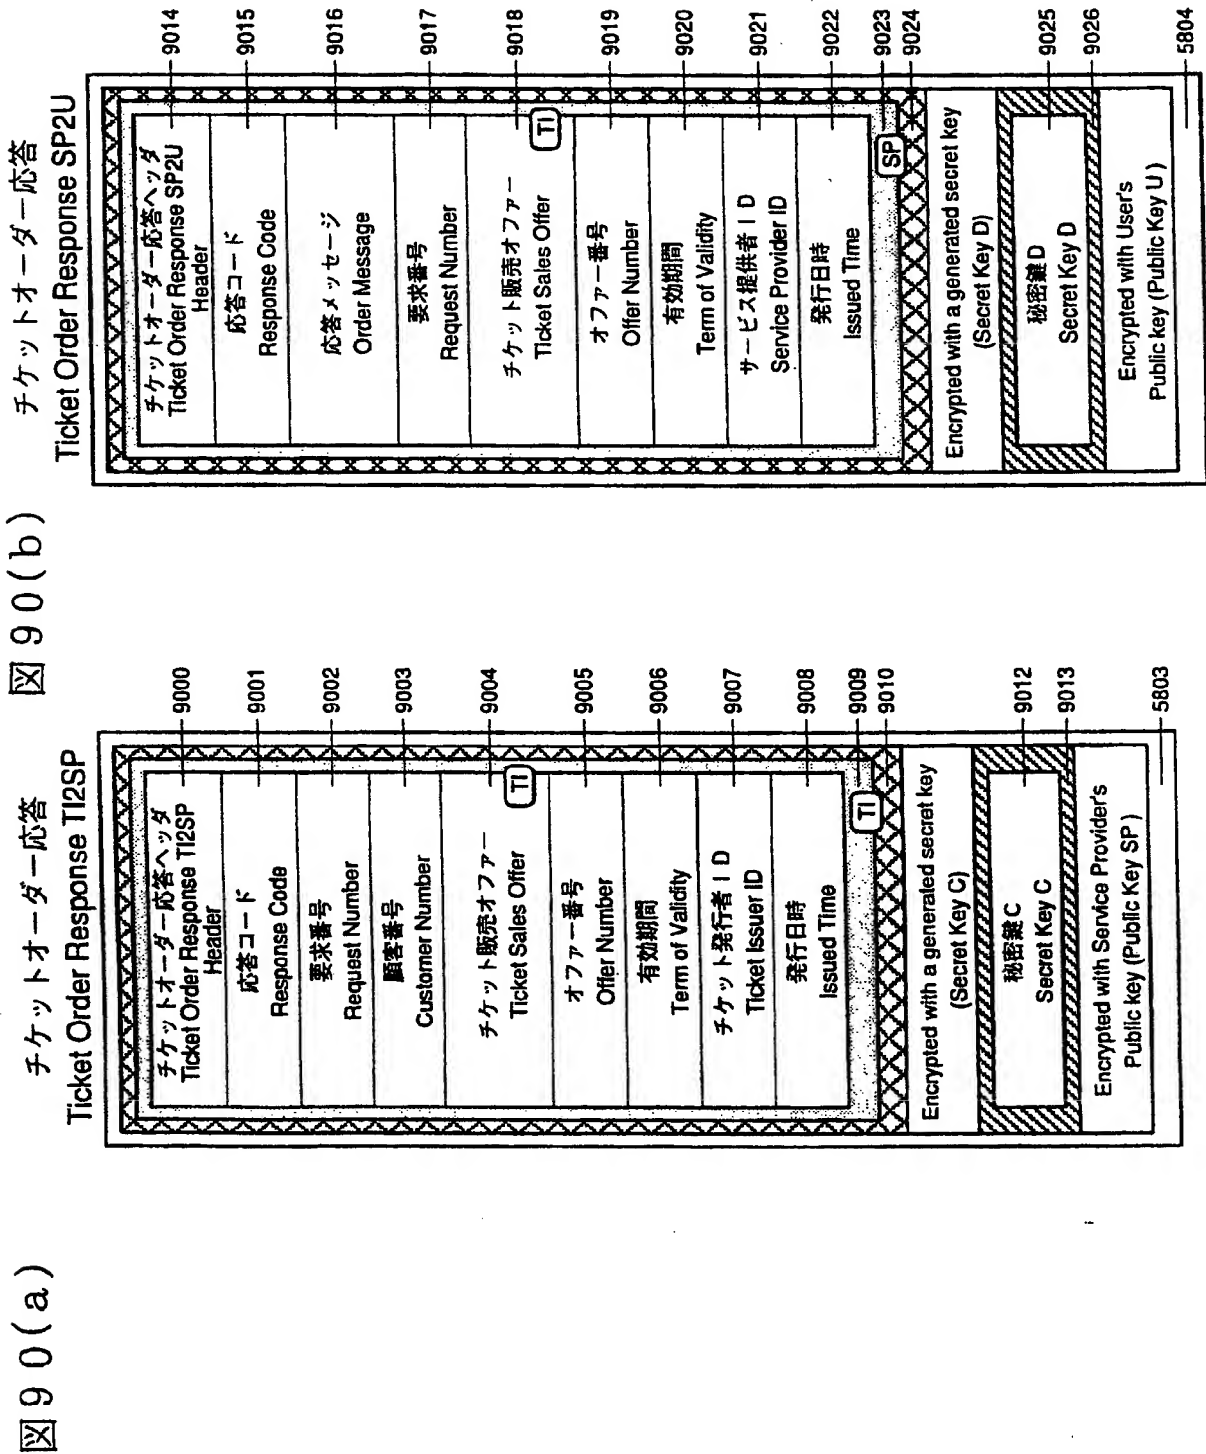 図90(a)
チケットオーダー応答
Ticket Order Response TI2SP
チケットオーダー応答ヘッダ
Ticket Order Response TI2SP
Header
9000
応答コード
Response Code
9001
要求番号
Request Number
9002
顧客番号
Customer Number
9003
チケット販売オファー
Ticket Sales Offer
9004
TI
オファー番号
Offer Number
9005
有効期間
Term of Validity
9006
チケット発行者ID
Ticket Issuer ID
9007
発行日時
Issued Time
9008
TI
9009
9010
Encrypted with a generated secret key
(Secret Key C)
秘密鍵C
Secret Key C
9012
9013
Encrypted with Service Provider's
Public key (Public Key SP)
5803
図90(b)
チケットオーダー応答
Ticket Order Response SP2U
チケットオーダー応答ヘッダ
Ticket Order Response SP2U
Header
9014
応答コード
Response Code
9015
応答メッセージ
Order Message
9016
要求番号
Request Number
9017
チケット販売オファー
Ticket Sales Offer
9018
TI
オファー番号
Offer Number
9019
有効期間
Term of Validity
9020
サービス提供者ID
Service Provider ID
9021
発行日時
Issued Time
9022
SP
9023
9024
Encrypted with a generated secret key
(Secret Key D)
秘密鍵D
Secret Key D
9025
9026
Encrypted with User's
Public key (Public Key U)
5804